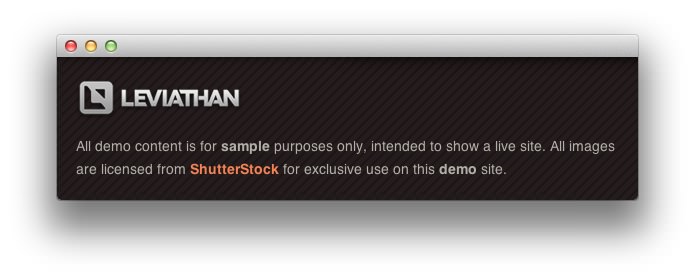 LEVIATHAN
All demo content is for sample purposes only, intended to show a live site. All images
are licensed from ShutterStock for exclusive use on this demo site.